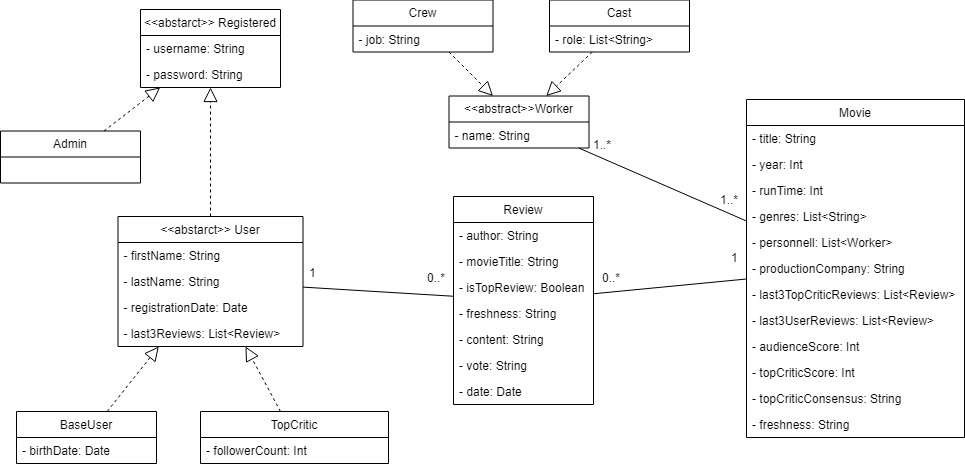 <<abstarct>> Registered
- username: String
- password: String
Admin
Crew
- job: String
Cast
- role: List<String>
<<abstract>>Worker
- name: String
1..*
1..*
Movie
- title: String
- year: Int
- runTime: Int
- genres: List<String>
- personnell: List<Worker>
- productionCompany: String
- last3TopCriticReviews: List<Review>
- last3UserReviews: List<Review>
- audienceScore: Int
- topCriticScore: Int
- topCriticConsensus: String
- freshness: String
<<abstarct>> User
- firstName: String
- lastName: String
- registrationDate: Date
- last3Reviews: List<Review>
1
0..*
Review
- author: String
- movieTitle: String
- isTopReview: Boolean
- freshness: String
- content: String
- vote: String
- date: Date
0..*
1
BaseUser
- birthDate: Date
TopCritic
- followerCount: Int